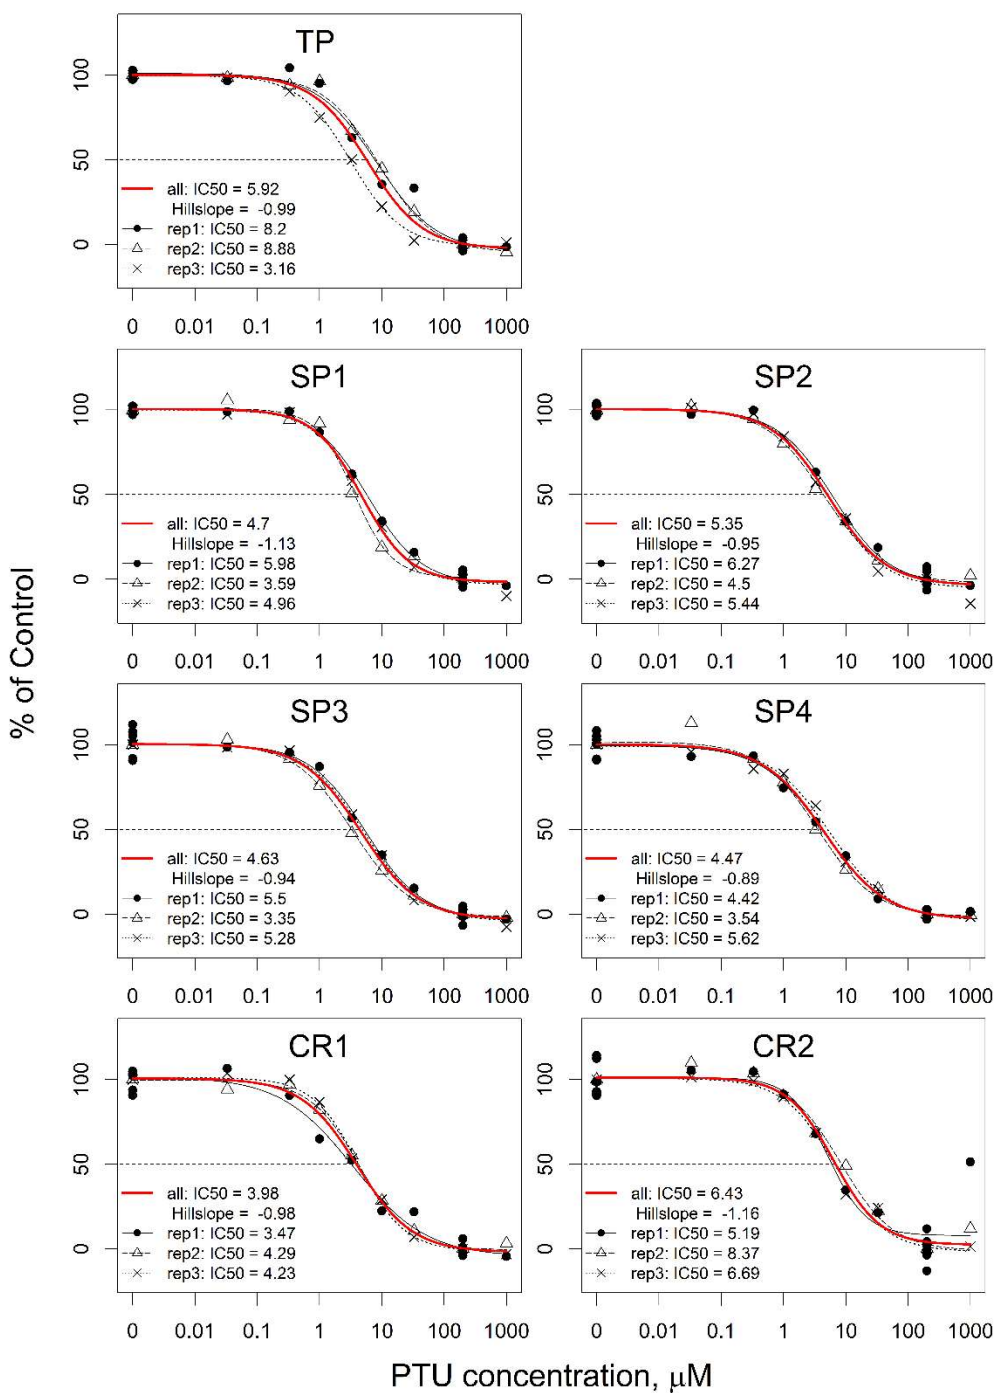 TP
100
50
0
all: IC50 = 5.92
Hillslope = -0.99
rep1: IC50 = 8.2
rep2: IC50 = 8.88
rep3: IC50 = 3.16
0 0.01 0.1 1 10 100 1000
SP1
100
50
0
all: IC50 = 4.7
Hillslope = -1.13
rep1: IC50 = 5.98
rep2: IC50 = 3.59
rep3: IC50 = 4.96
0 0.01 0.1 1 10 100 1000
SP2
100
50
0
all: IC50 = 5.35
Hillslope = -0.95
rep1: IC50 = 6.27
rep2: IC50 = 4.5
rep3: IC50 = 5.44
0 0.01 0.1 1 10 100 1000
% of Control
SP3
100
50
0
all: IC50 = 4.63
Hillslope = -0.94
rep1: IC50 = 5.5
rep2: IC50 = 3.35
rep3: IC50 = 5.28
0 0.01 0.1 1 10 100 1000
SP4
100
50
0
all: IC50 = 4.47
Hillslope = -0.89
rep1: IC50 = 4.42
rep2: IC50 = 3.54
rep3: IC50 = 5.62
0 0.01 0.1 1 10 100 1000
CR1
100
50
0
all: IC50 = 3.98
Hillslope = -0.98
rep1: IC50 = 3.47
rep2: IC50 = 4.29
rep3: IC50 = 4.23
0 0.01 0.1 1 10 100 1000
CR2
100
50
0
all: IC50 = 6.43
Hillslope = -1.16
rep1: IC50 = 5.19
rep2: IC50 = 8.37
rep3: IC50 = 6.69
0 0.01 0.1 1 10 100 1000
PTU concentration, μM